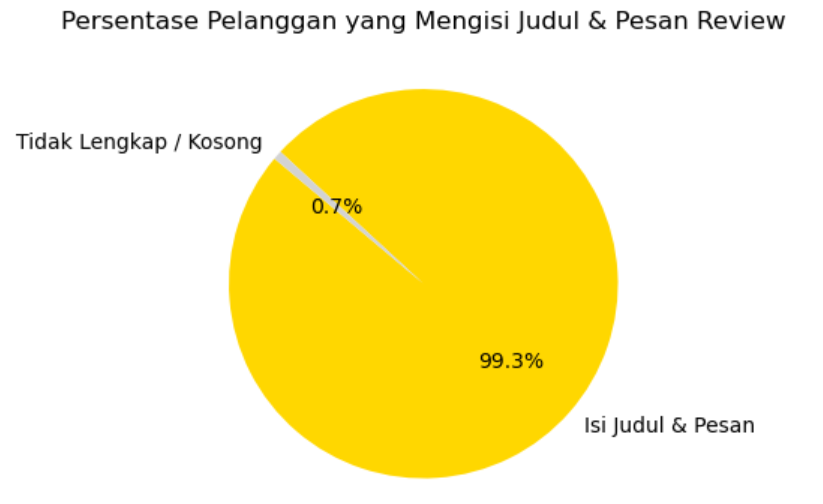 Persentase Pelanggan yang Mengisi Judul & Pesan Review
Tidak Lengkap / Kosong
0.7%
99.3%
Isi Judul & Pesan